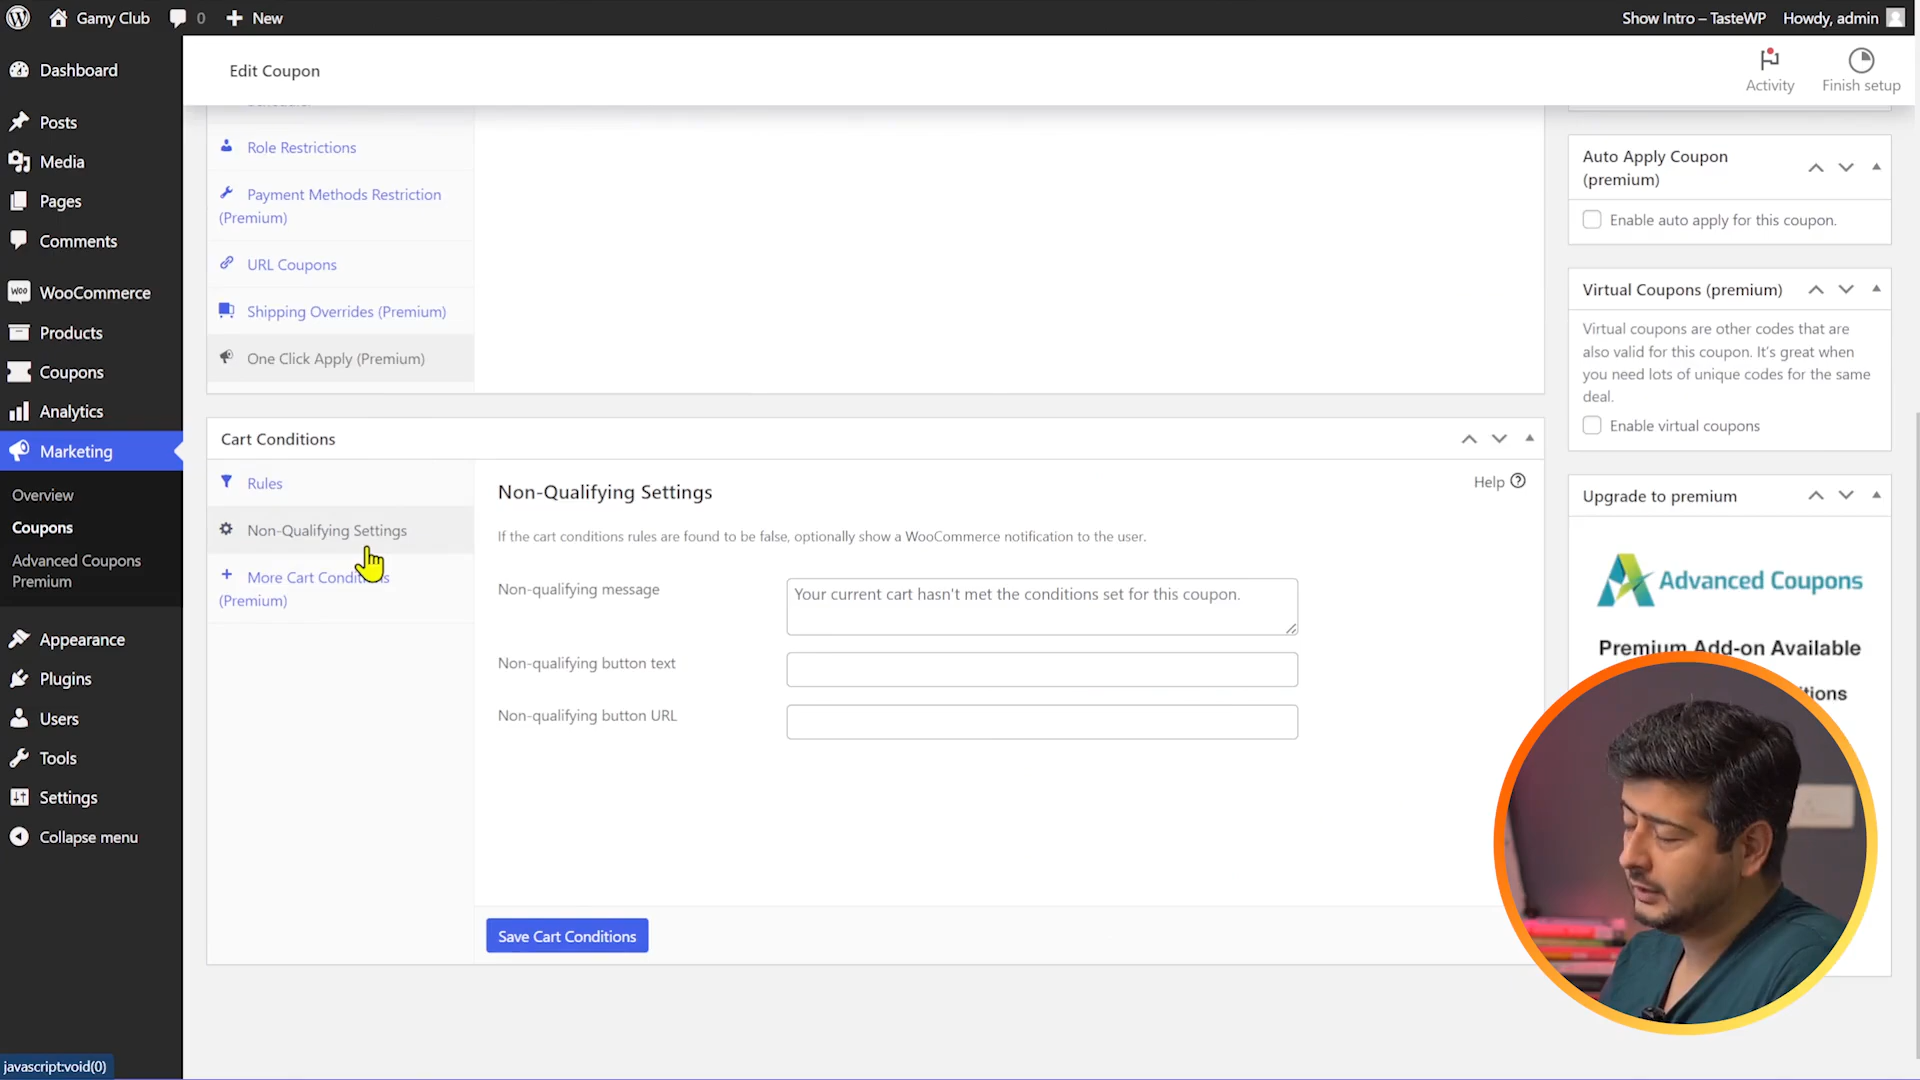 Gamy Club
0
New
Show Intro – TasteWP
Howdy, admin
Edit Coupon
Activity
Finish setup
Dashboard
Posts
Media
Pages
Comments
WooCommerce
Products
Coupons
Analytics
Marketing
Overview
Coupons
Advanced Coupons
Premium
Appearance
Plugins
Users
Tools
Settings
Collapse menu
javascript:void(0)
Role Restrictions
Payment Methods Restriction
(Premium)
URL Coupons
Shipping Overrides (Premium)
One Click Apply (Premium)
Cart Conditions
Rules
Non-Qualifying Settings
More Cart Conditions
(Premium)
Non-Qualifying Settings
Help
If the cart conditions rules are found to be false, optionally show a WooCommerce notification to the user.
Non-qualifying message
Your current cart hasn't met the conditions set for this coupon.
Non-qualifying button text
Non-qualifying button URL
Save Cart Conditions
Auto Apply Coupon
(premium)
Enable auto apply for this coupon.
Virtual Coupons (premium)
Virtual coupons are other codes that are
also valid for this coupon. It's great when
you need lots of unique codes for the same
deal.
Enable virtual coupons
Upgrade to premium
Advanced Coupons
Premium Add-on Available